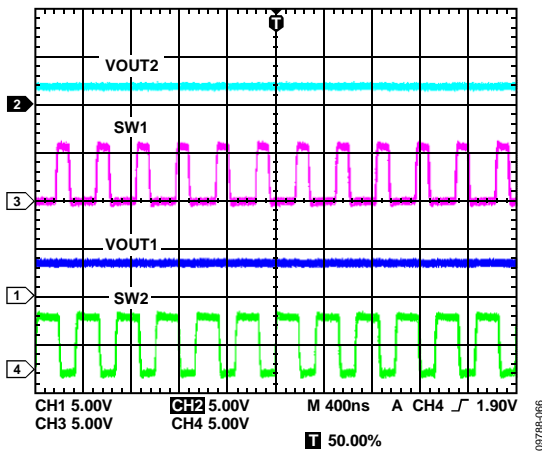 T
VOUT2
2
SW1
3
VOUT1
1
SW2
4
CH1 5.00V CH2 5.00V M 400ns A CH4 1.90V
CH3 5.00V CH4 5.00V
T 50.00%
09788-066